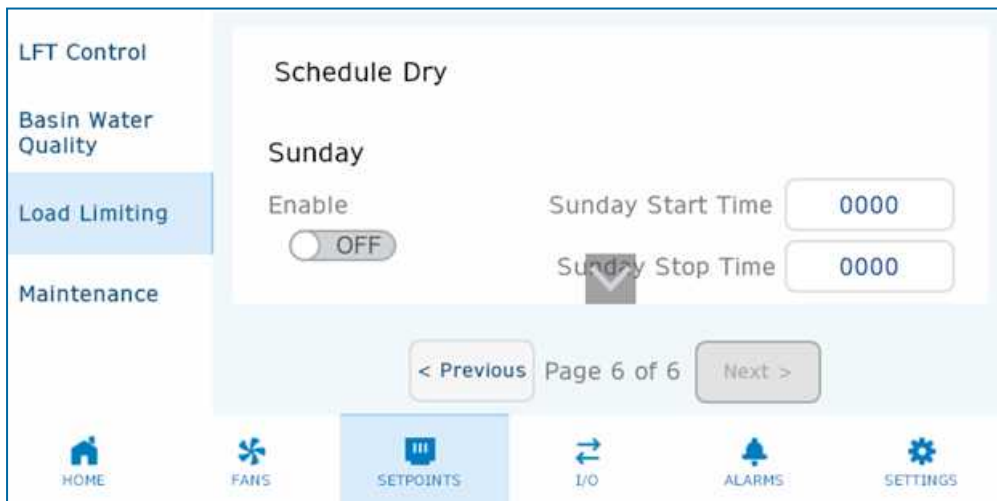 LFT Control
Basin Water
Quality
Load Limiting
Maintenance
Schedule Dry
Sunday
Enable
OFF
Sunday Start Time 0000
Sunday Stop Time 0000
< Previous Page 6 of 6 Next >
HOME FANS SETPOINTS I/O ALARMS SETTINGS